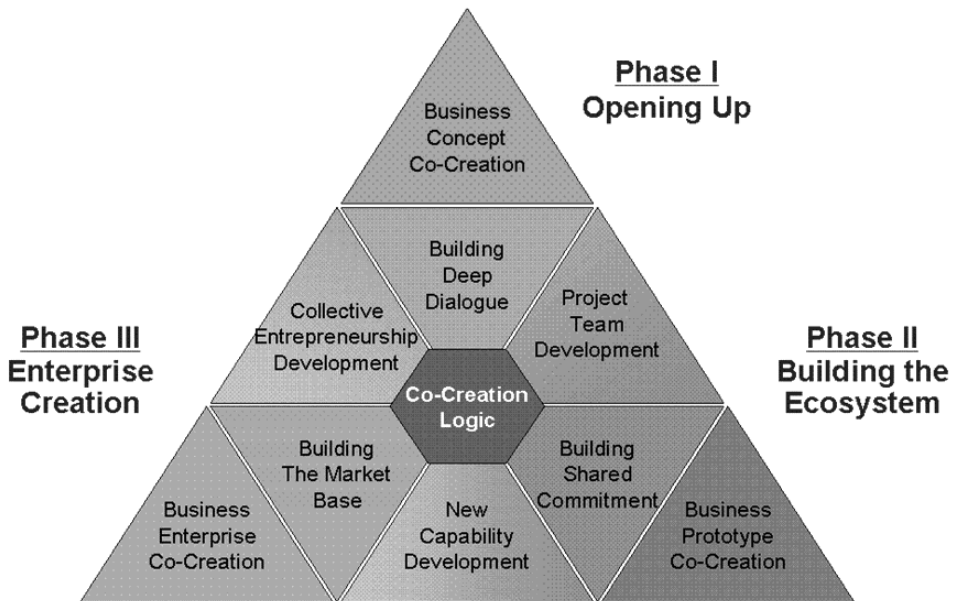 Phase I
Opening Up
Business
Concept
Co-Creation
Building
Deep
Dialogue
Collective
Entrepreneurship
Development
Project
Team
Development
Phase III
Enterprise
Creation
Phase II
Building the
Ecosystem
Co-Creation
Logic
Building
The Market
Base
Building
Shared
Commitment
Business
Enterprise
Co-Creation
New
Capability
Development
Business
Prototype
Co-Creation